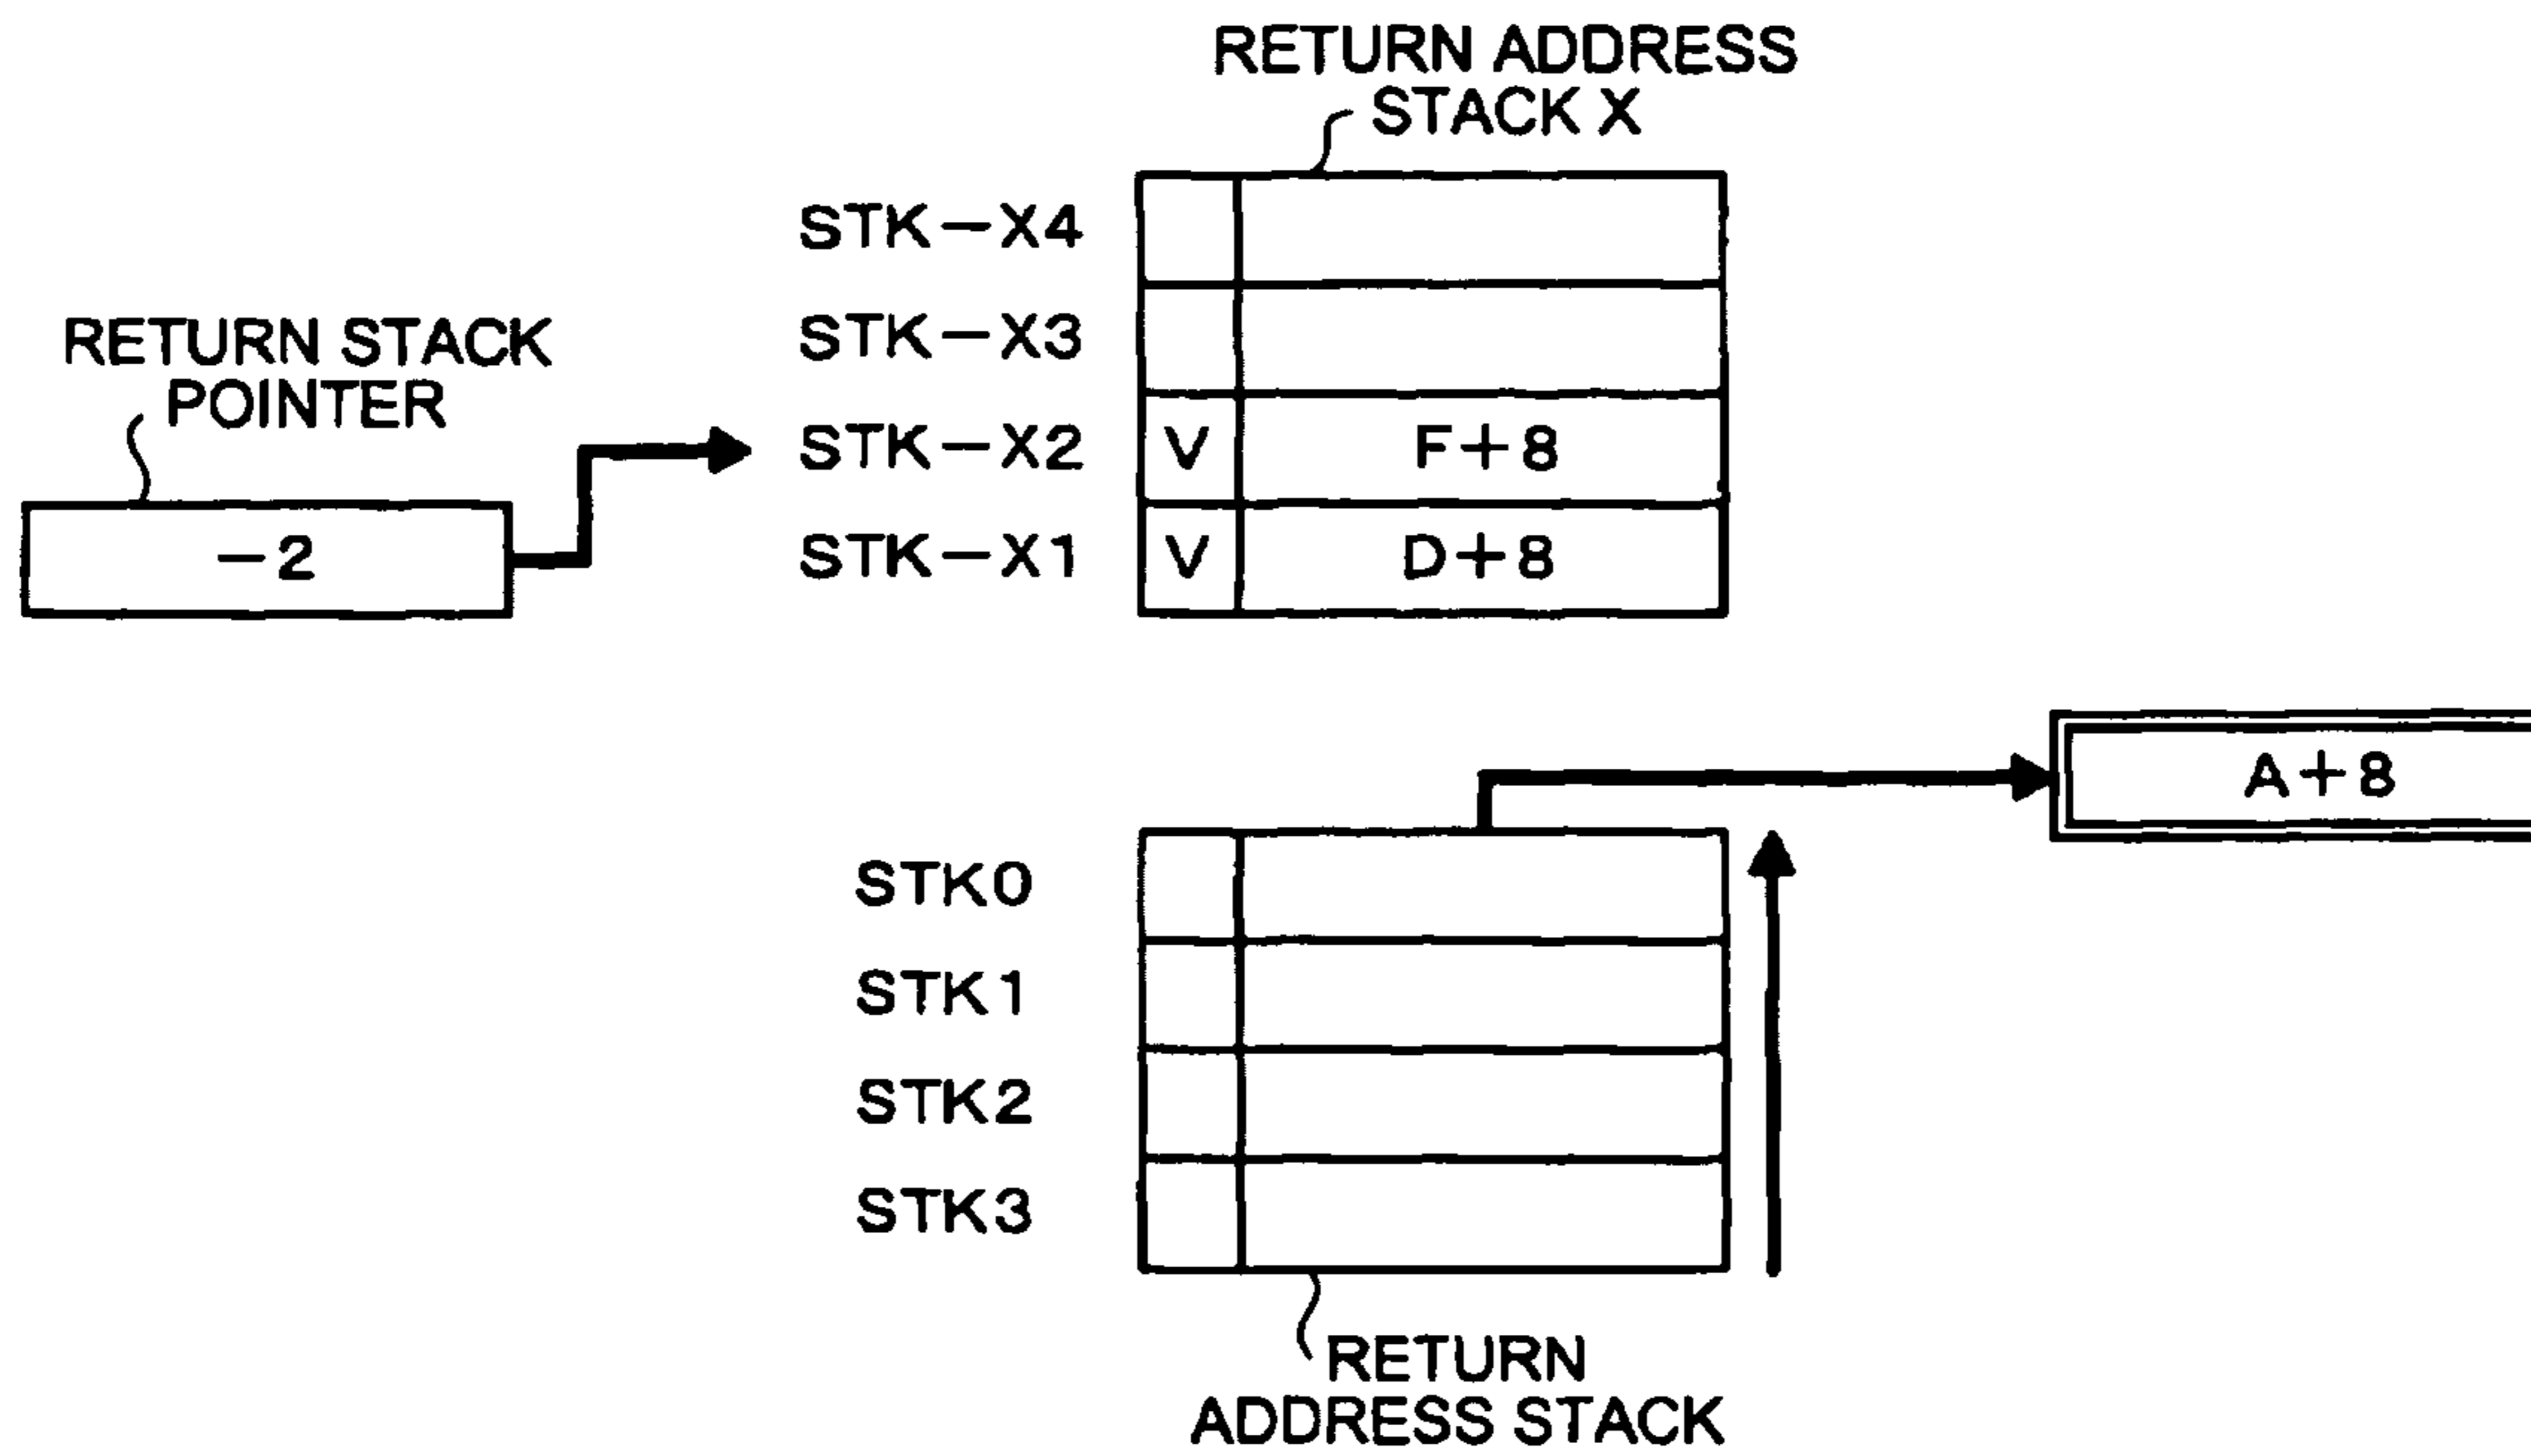 RETURN ADDRESS
STACK X
STK-X4
STK-X3
RETURN STACK
POINTER
STK-X2 V F+8
-2
STK-X1 V D+8
A+8
STK0
STK1
STK2
STK3
RETURN
ADDRESS STACK